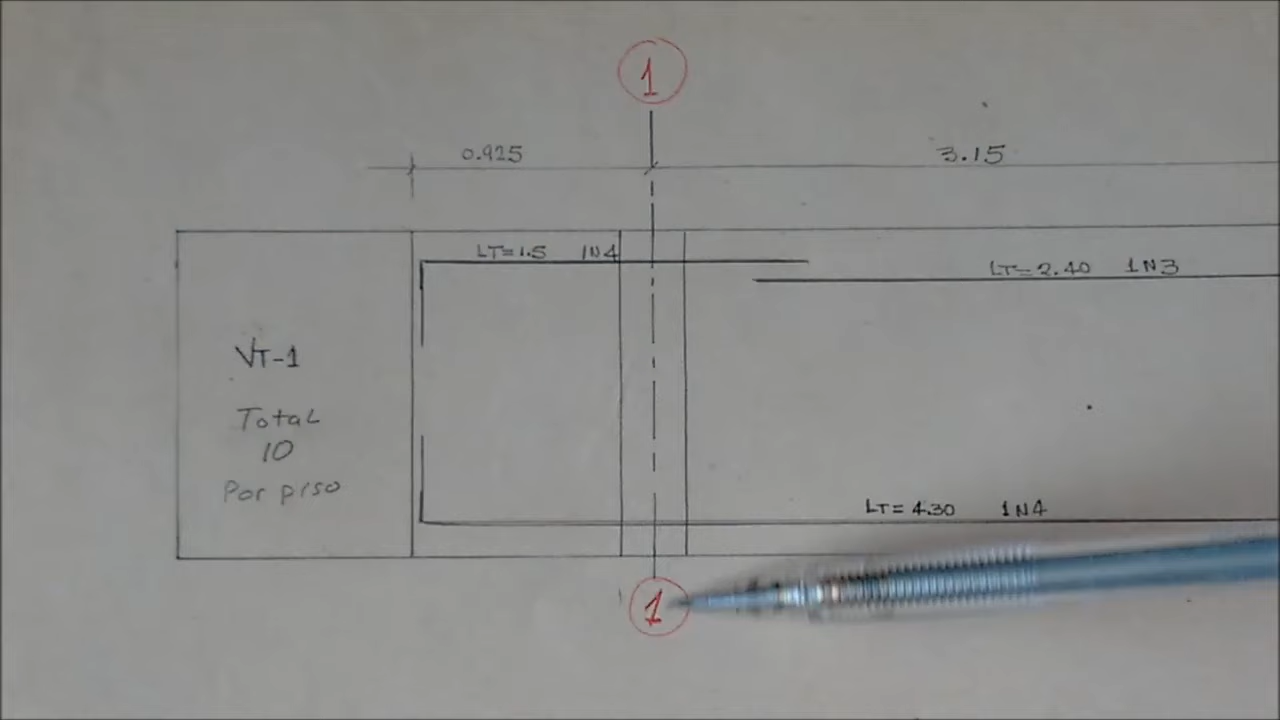 1
0.925
3.15
LT=1.5 1N4
LT=2.40 1N3
VT-1
Total
10
Por piso
LT=4.30 1N4
1